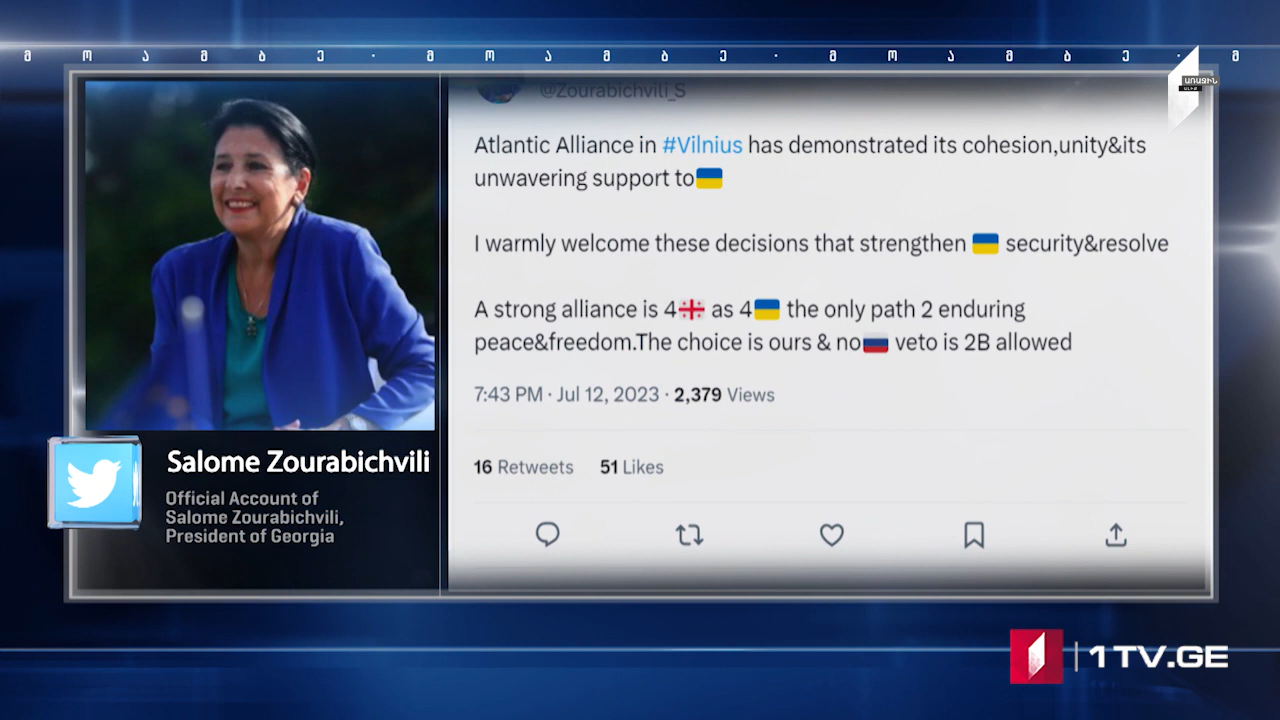 მ ო ა მ ბ ე · მ ო ა მ ბ ე · მ ო ა მ ბ ე · მ
ԱՌԱՋԻՆ
ԱԼԻՔ
@Zourabichvili_S
Atlantic Alliance in #Vilnius has demonstrated its cohesion,unity&its
unwavering support to🇺🇦
I warmly welcome these decisions that strengthen 🇺🇦 security&resolve
A strong alliance is 4🇬🇪 as 4🇺🇦 the only path 2 enduring
peace&freedom.The choice is ours & no🇷🇺 veto is 2B allowed
7:43 PM · Jul 12, 2023 · 2,379 Views
16 Retweets 51 Likes
Salome Zourabichvili
Official Account of
Salome Zourabichvili,
President of Georgia
1TV.GE